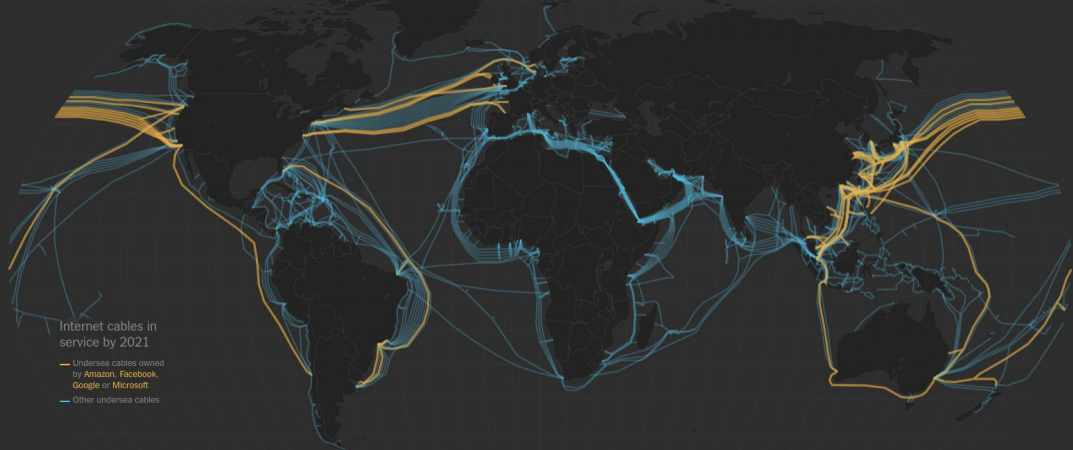 Internet cables in
service by 2021
Undersea cables owned
by Amazon, Facebook,
Google or Microsoft
Other undersea cables